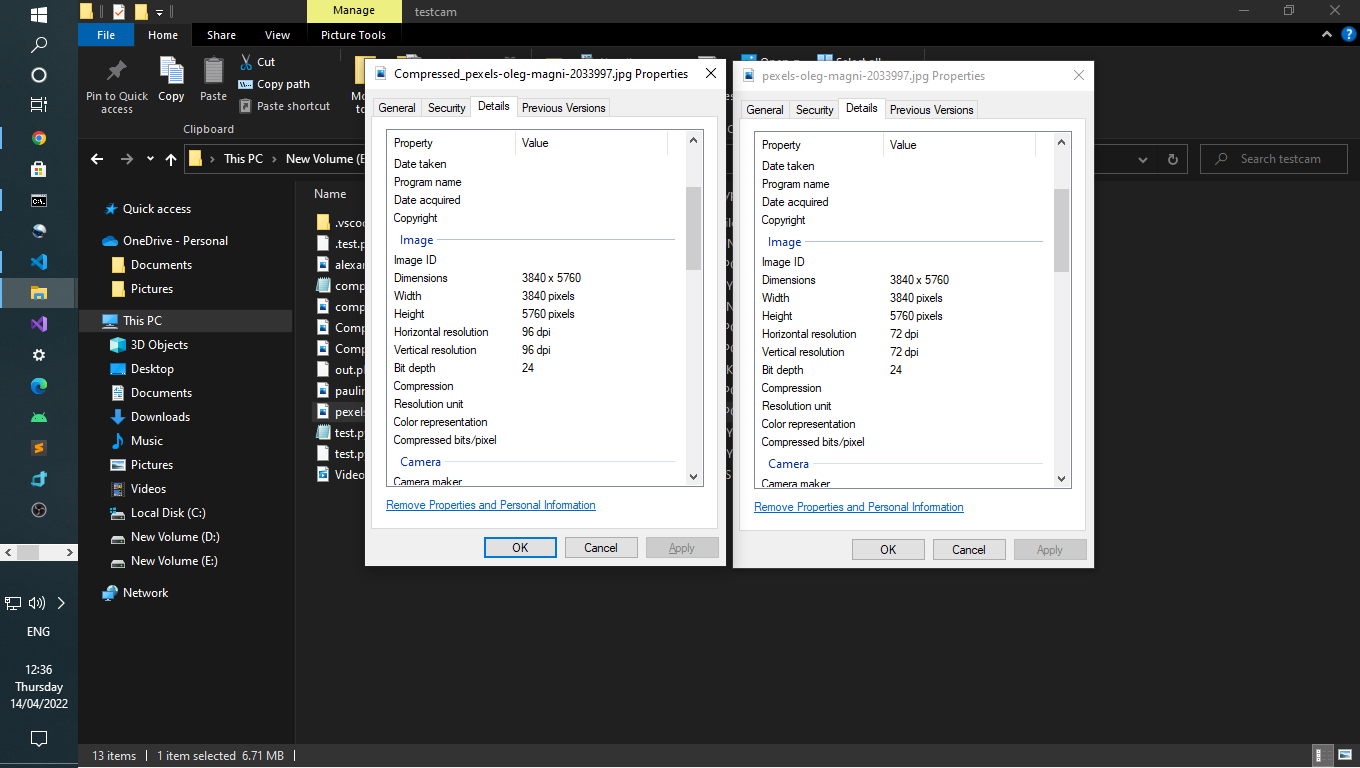 Manage
testcam
File
Home
Share
View
Picture Tools
Pin to Quick access
Copy
Paste
Cut
Copy path
Paste shortcut
Clipboard
This PC
New Volume (E
Search testcam
Quick access
OneDrive - Personal
Documents
Pictures
This PC
3D Objects
Desktop
Documents
Downloads
Music
Pictures
Videos
Local Disk (C:)
New Volume (D:)
New Volume (E:)
Network
Name
.vscod
.test.p
alexan
comp
comp
Comp
Comp
out.pl
paulin
pexels
test.py
test.py
Video
Compressed_pexels-oleg-magni-2033997.jpg Properties
General
Security
Details
Previous Versions
Property Value
Date taken
Program name
Date acquired
Copyright
Image
Image ID
Dimensions 3840 x 5760
Width 3840 pixels
Height 5760 pixels
Horizontal resolution 96 dpi
Vertical resolution 96 dpi
Bit depth 24
Compression
Resolution unit
Color representation
Compressed bits/pixel
Camera
Camera maker
Remove Properties and Personal Information
OK
Cancel
Apply
pexels-oleg-magni-2033997.jpg Properties
General
Security
Details
Previous Versions
Property Value
Date taken
Program name
Date acquired
Copyright
Image
Image ID
Dimensions 3840 x 5760
Width 3840 pixels
Height 5760 pixels
Horizontal resolution 72 dpi
Vertical resolution 72 dpi
Bit depth 24
Compression
Resolution unit
Color representation
Compressed bits/pixel
Camera
Camera maker
Remove Properties and Personal Information
OK
Cancel
Apply
ENG
12:36
Thursday
14/04/2022
13 items
1 item selected 6.71 MB